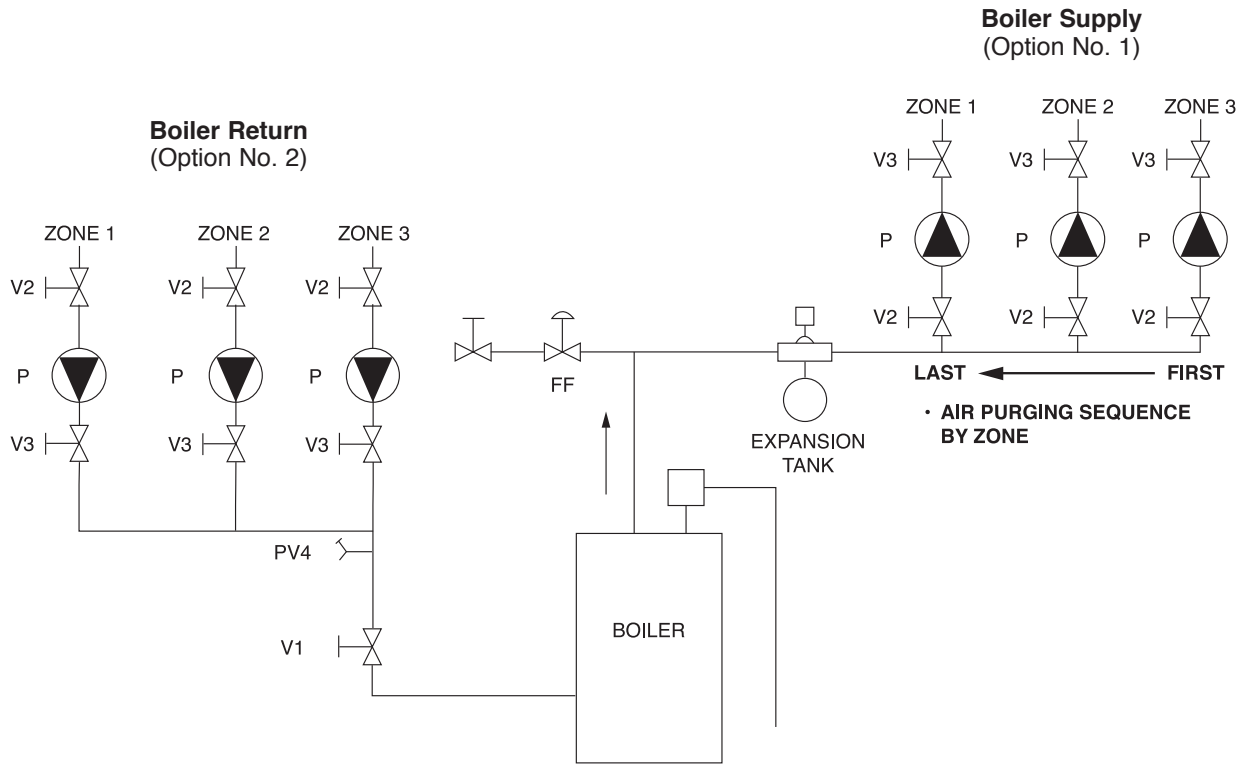 Boiler Supply
(Option No. 1)
ZONE 1 ZONE 2 ZONE 3
V3 V3 V3
P P P
V2 V2 V2
LAST FIRST
• AIR PURGING SEQUENCE
BY ZONE
Boiler Return
(Option No. 2)
ZONE 1 ZONE 2 ZONE 3
V2 V2 V2
P P P
V3 V3 V3
PV4
V1
FF
EXPANSION
TANK
BOILER